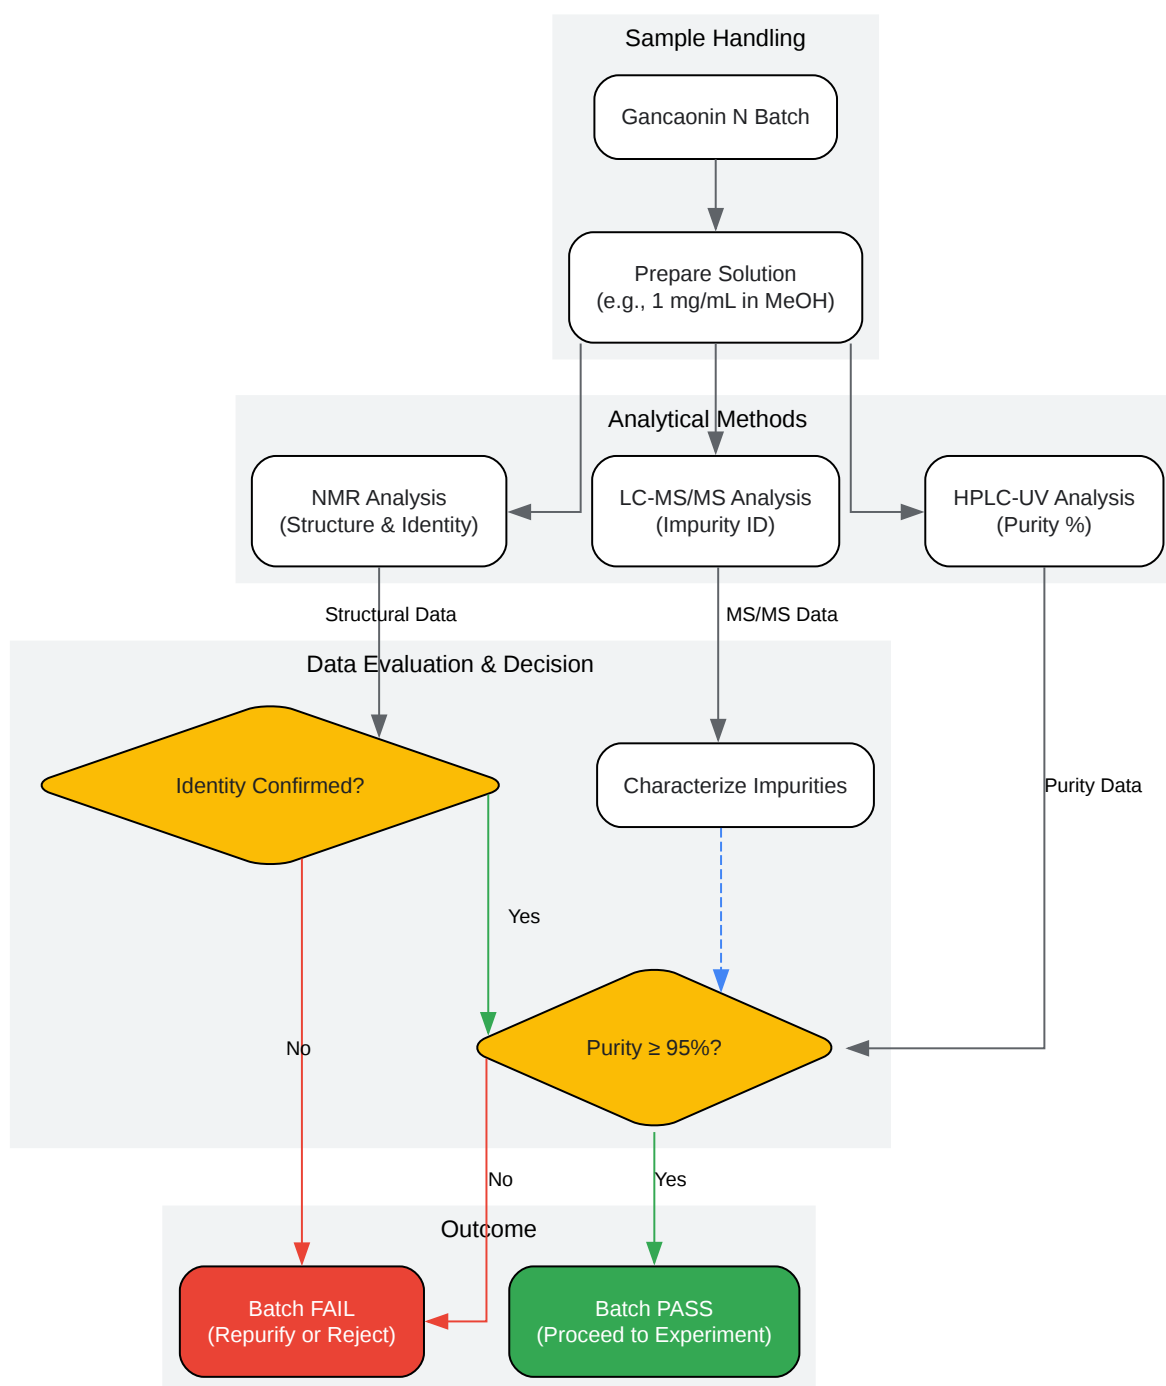 Sample Handling
Gancaonin N Batch
Prepare Solution
(e.g., 1 mg/mL in MeOH)
Analytical Methods
NMR Analysis
(Structure & Identity)
LC-MS/MS Analysis
(Impurity ID)
HPLC-UV Analysis
(Purity %)
Structural Data
MS/MS Data
Data Evaluation & Decision
Identity Confirmed?
Characterize Impurities
Purity Data
Yes
No
Purity ≥ 95%?
No
Yes
Outcome
Batch FAIL
(Repurify or Reject)
Batch PASS
(Proceed to Experiment)